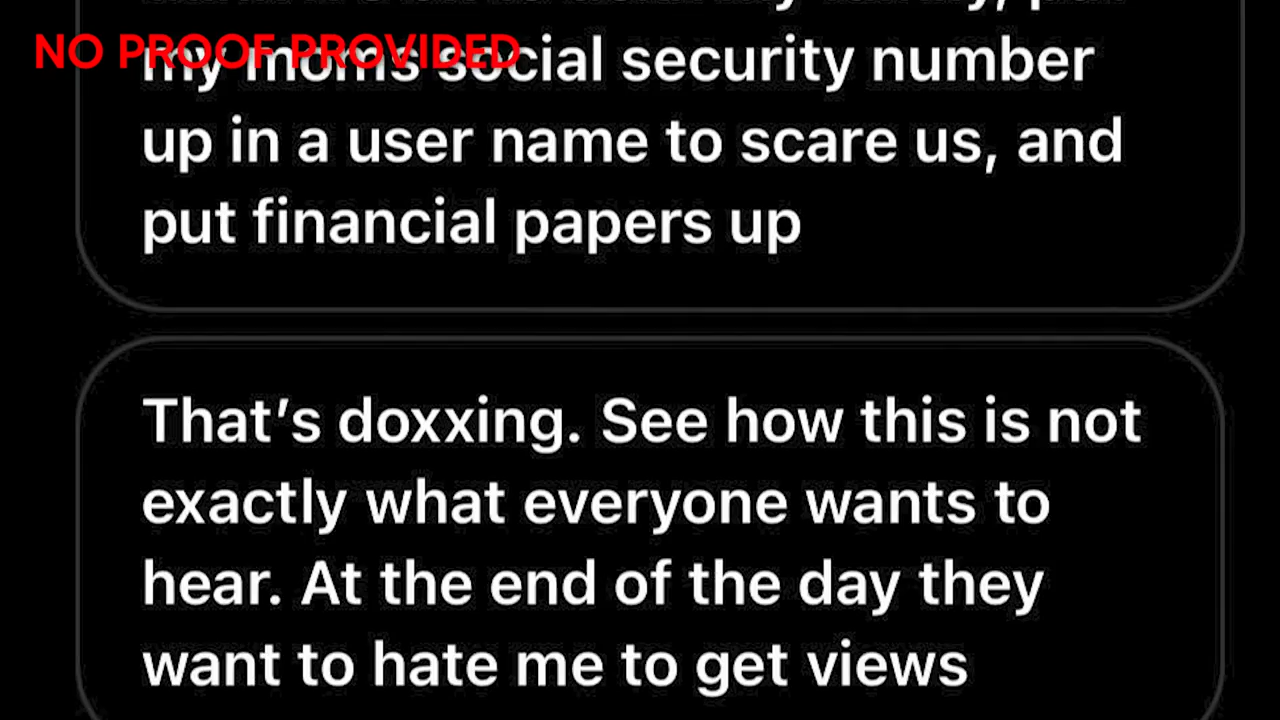 NO PROOF PROVIDED
my moms social security number
up in a user name to scare us, and
put financial papers up
That’s doxxing. See how this is not
exactly what everyone wants to
hear. At the end of the day they
want to hate me to get views